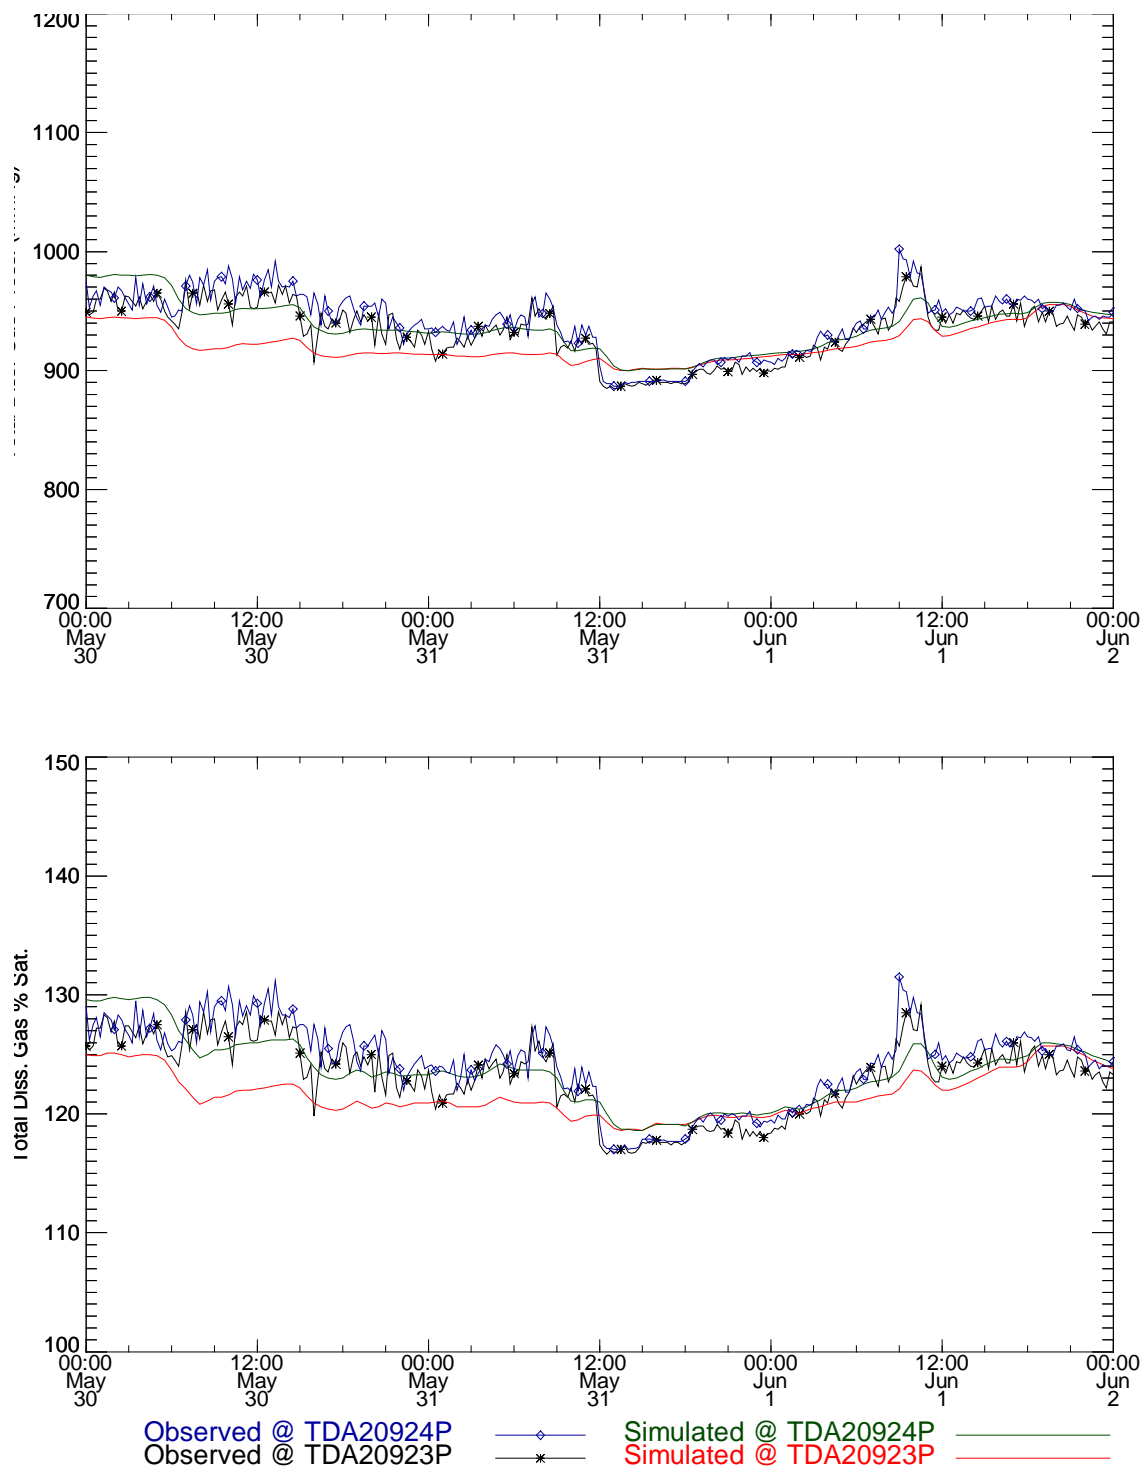 1200
1100
1000
900
800
700
00:00 12:00 00:00 12:00 00:00 12:00 00:00
May May May May Jun Jun Jun
30 30 31 31 1 1 2
150
140
130
120
110
100
Total Diss. Gas % Sat.
00:00 12:00 00:00 12:00 00:00 12:00 00:00
May May May May Jun Jun Jun
30 30 31 31 1 1 2
Observed @ TDA20924P Simulated @ TDA20924P
Observed @ TDA20923P Simulated @ TDA20923P